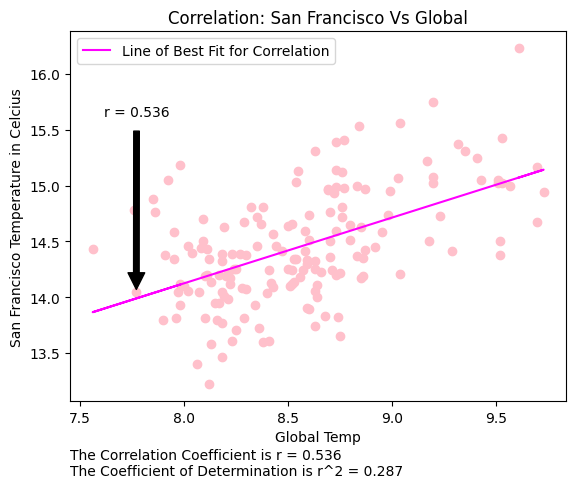 Correlation: San Francisco Vs Global
Line of Best Fit for Correlation
r = 0.536
San Francisco Temperature in Celcius
16.0
15.5
15.0
14.5
14.0
13.5
7.5 8.0 8.5 9.0 9.5
Global Temp
The Correlation Coefficient is r = 0.536
The Coefficient of Determination is r^2 = 0.287